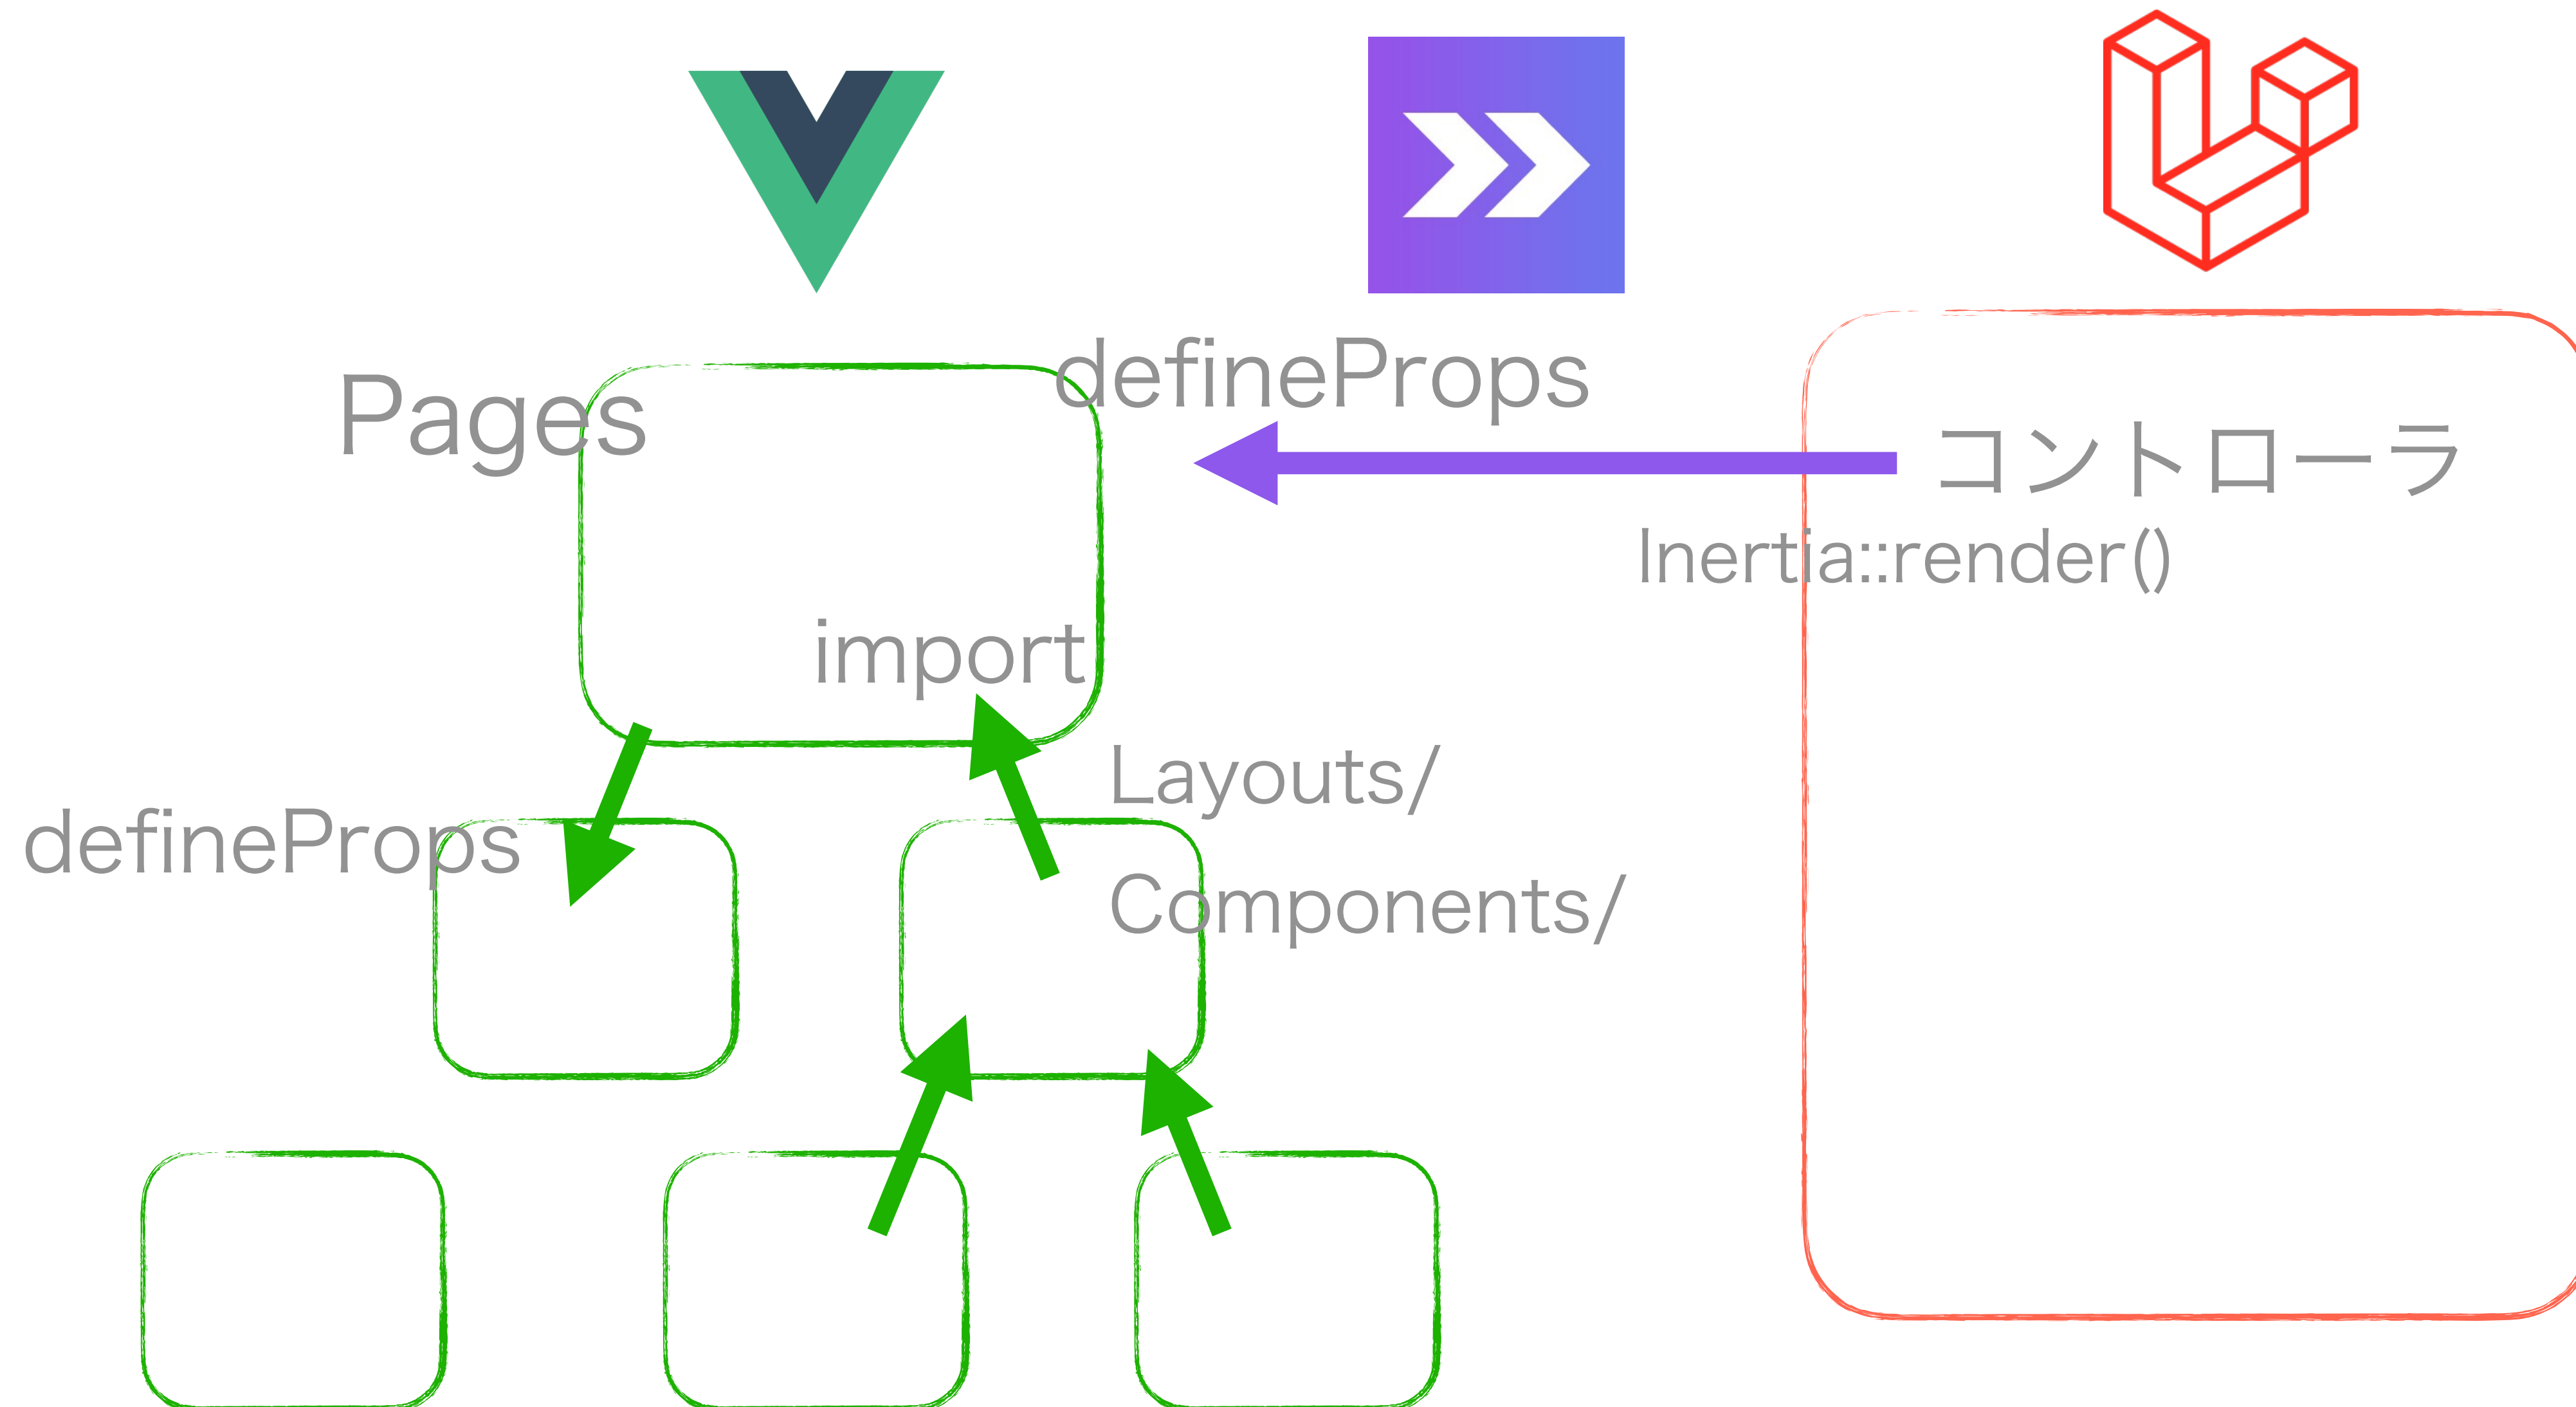 defineProps
Pages
コントローラ
Inertia::render()
import
Layouts/
defineProps
Components/